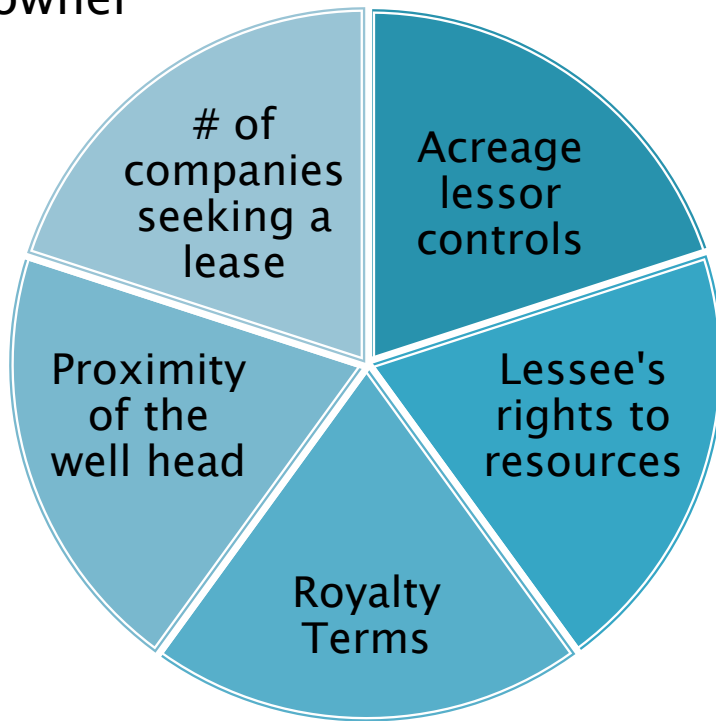 owner
# of
companies
seeking a
lease
Acreage
lessor
controls
Proximity
of the
well head
Lessee's
rights to
resources
Royalty
Terms